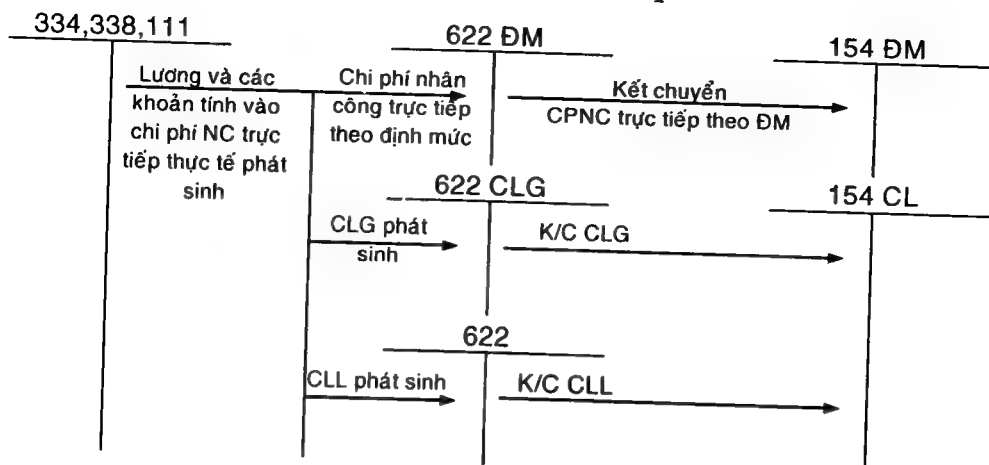 334,338,111
622 ĐM
154 ĐM
Lương và các
khoản tính vào
chi phí NC trực
tiếp thực tế phát
sinh
Chi phí nhân
công trực tiếp
theo định mức
Kết chuyển
CPNC trực tiếp theo ĐM
622 CLG
154 CL
CLG phát
sinh
K/C CLG
622
CLL phát sinh
K/C CLL